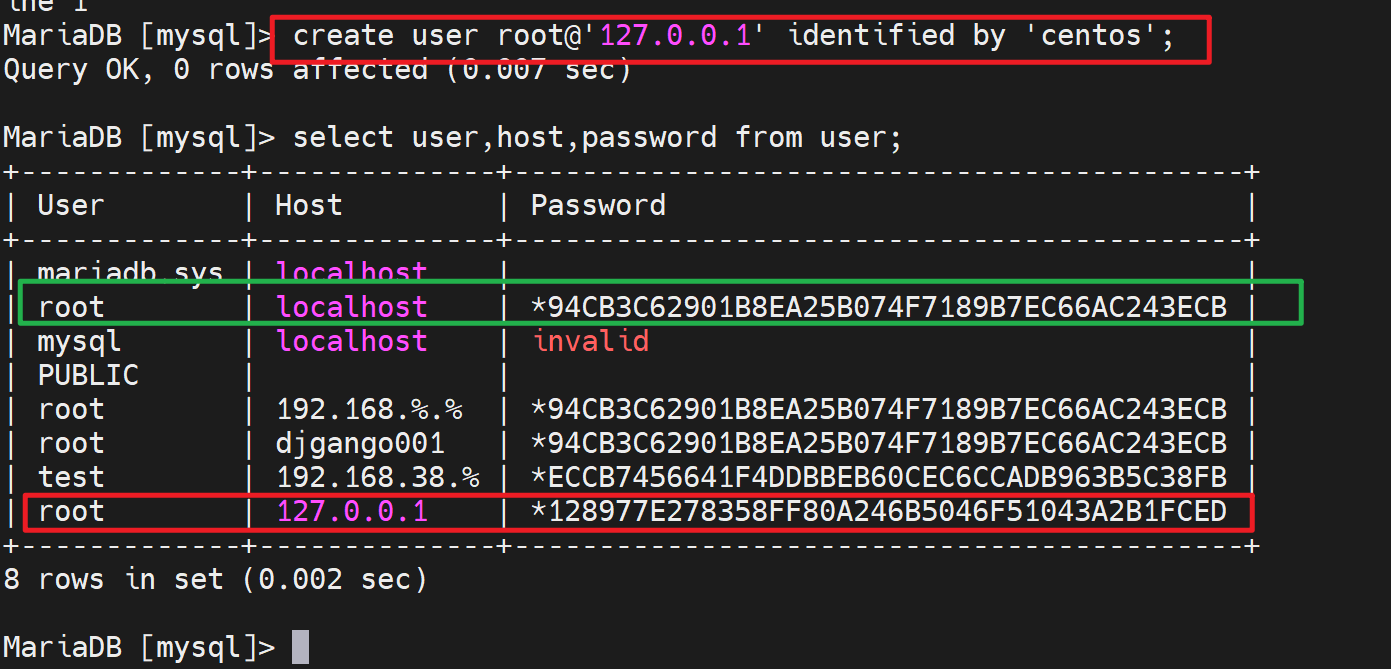 the 1
MariaDB [mysql]> create user root@'127.0.0.1' identified by 'centos';
Query OK, 0 rows affected (0.007 sec)
MariaDB [mysql]> select user,host,password from user;
+-------------+--------------+-------------------------------------------+
| User        | Host         | Password                                  |
+-------------+--------------+-------------------------------------------+
| mariadb.sys | localhost    |                                           |
| root        | localhost    | *94CB3C62901B8EA25B074F7189B7EC66AC243ECB |
| mysql       | localhost    | invalid                                   |
| PUBLIC      |              |                                           |
| root        | 192.168.%.%  | *94CB3C62901B8EA25B074F7189B7EC66AC243ECB |
| root        | djgango001   | *94CB3C62901B8EA25B074F7189B7EC66AC243ECB |
| test        | 192.168.38.% | *ECCB7456641F4DDBBEB60CEC6CCADB963B5C38FB |
| root        | 127.0.0.1    | *128977E278358FF80A246B5046F51043A2B1FCED |
+-------------+--------------+-------------------------------------------+
8 rows in set (0.002 sec)
MariaDB [mysql]>